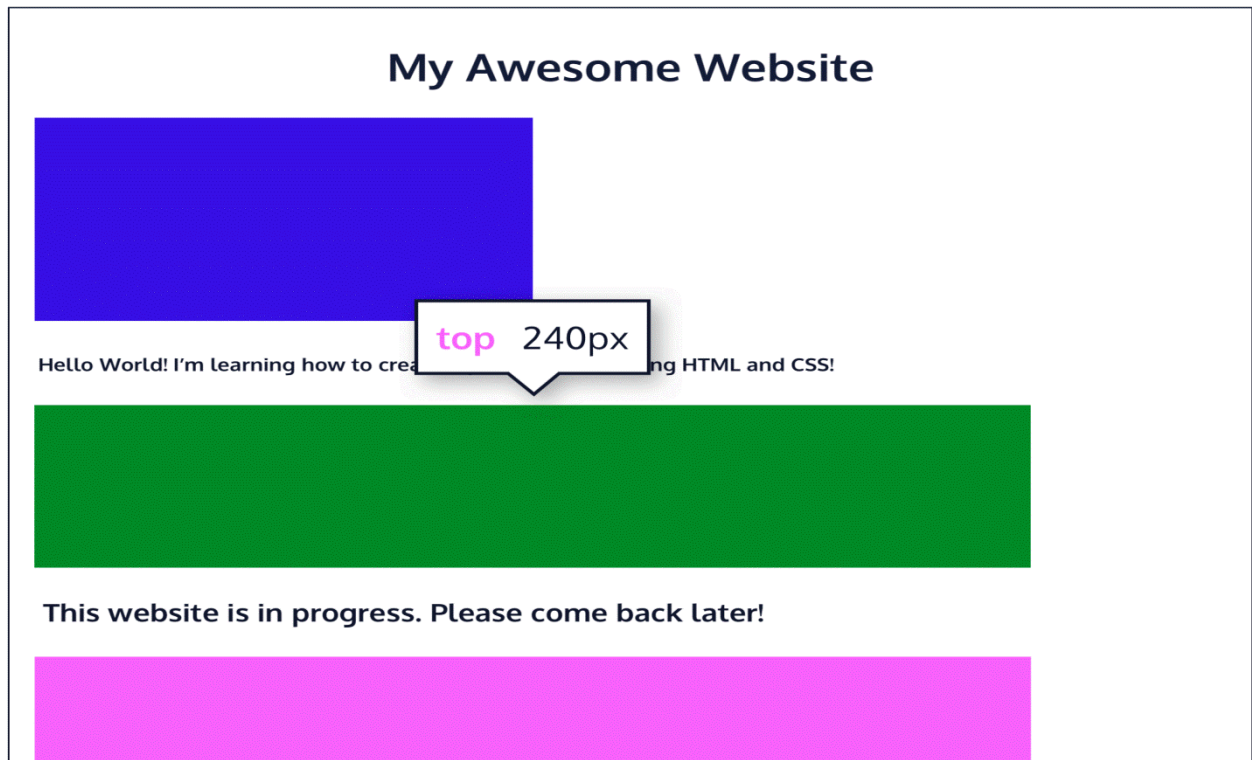 My Awesome Website
top 240px
Hello World! I’m learning how to ng HTML and CSS!
This website is in progress. Please come back later!